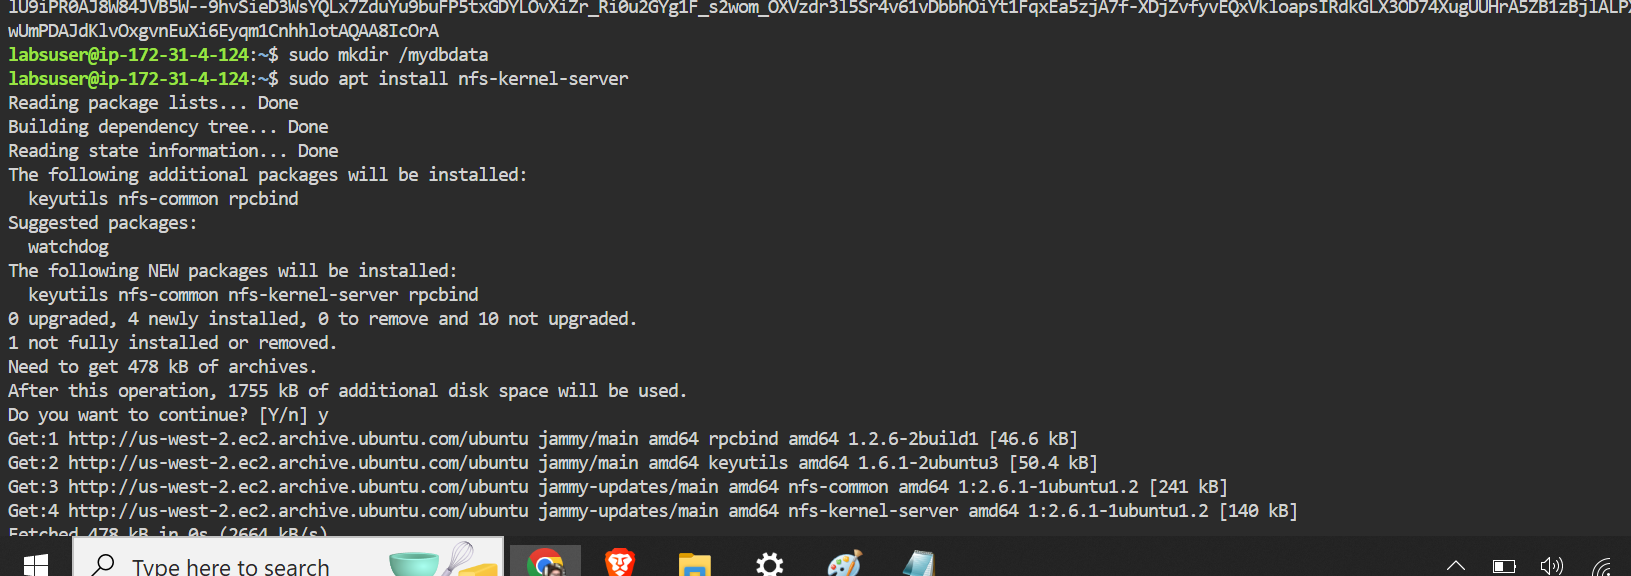 wUmPDAJdKlvOxgvnEuXi6Eyqm1CnhhlotAQAA8IcOrA
labsuser@ip-172-31-4-124:~$ sudo mkdir /mydbdata
labsuser@ip-172-31-4-124:~$ sudo apt install nfs-kernel-server
Reading package lists... Done
Building dependency tree... Done
Reading state information... Done
The following additional packages will be installed:
  keyutils nfs-common rpcbind
Suggested packages:
  watchdog
The following NEW packages will be installed:
  keyutils nfs-common nfs-kernel-server rpcbind
0 upgraded, 4 newly installed, 0 to remove and 10 not upgraded.
1 not fully installed or removed.
Need to get 478 kB of archives.
After this operation, 1755 kB of additional disk space will be used.
Do you want to continue? [Y/n] y
Get:1 http://us-west-2.ec2.archive.ubuntu.com/ubuntu jammy/main amd64 rpcbind amd64 1.2.6-2build1 [46.6 kB]
Get:2 http://us-west-2.ec2.archive.ubuntu.com/ubuntu jammy/main amd64 keyutils amd64 1.6.1-2ubuntu3 [50.4 kB]
Get:3 http://us-west-2.ec2.archive.ubuntu.com/ubuntu jammy-updates/main amd64 nfs-common amd64 1:2.6.1-1ubuntu1.2 [241 kB]
Get:4 http://us-west-2.ec2.archive.ubuntu.com/ubuntu jammy-updates/main amd64 nfs-kernel-server amd64 1:2.6.1-1ubuntu1.2 [140 kB]
Fetched 478 kB in 0s (2664 kB/s)
Type here to search